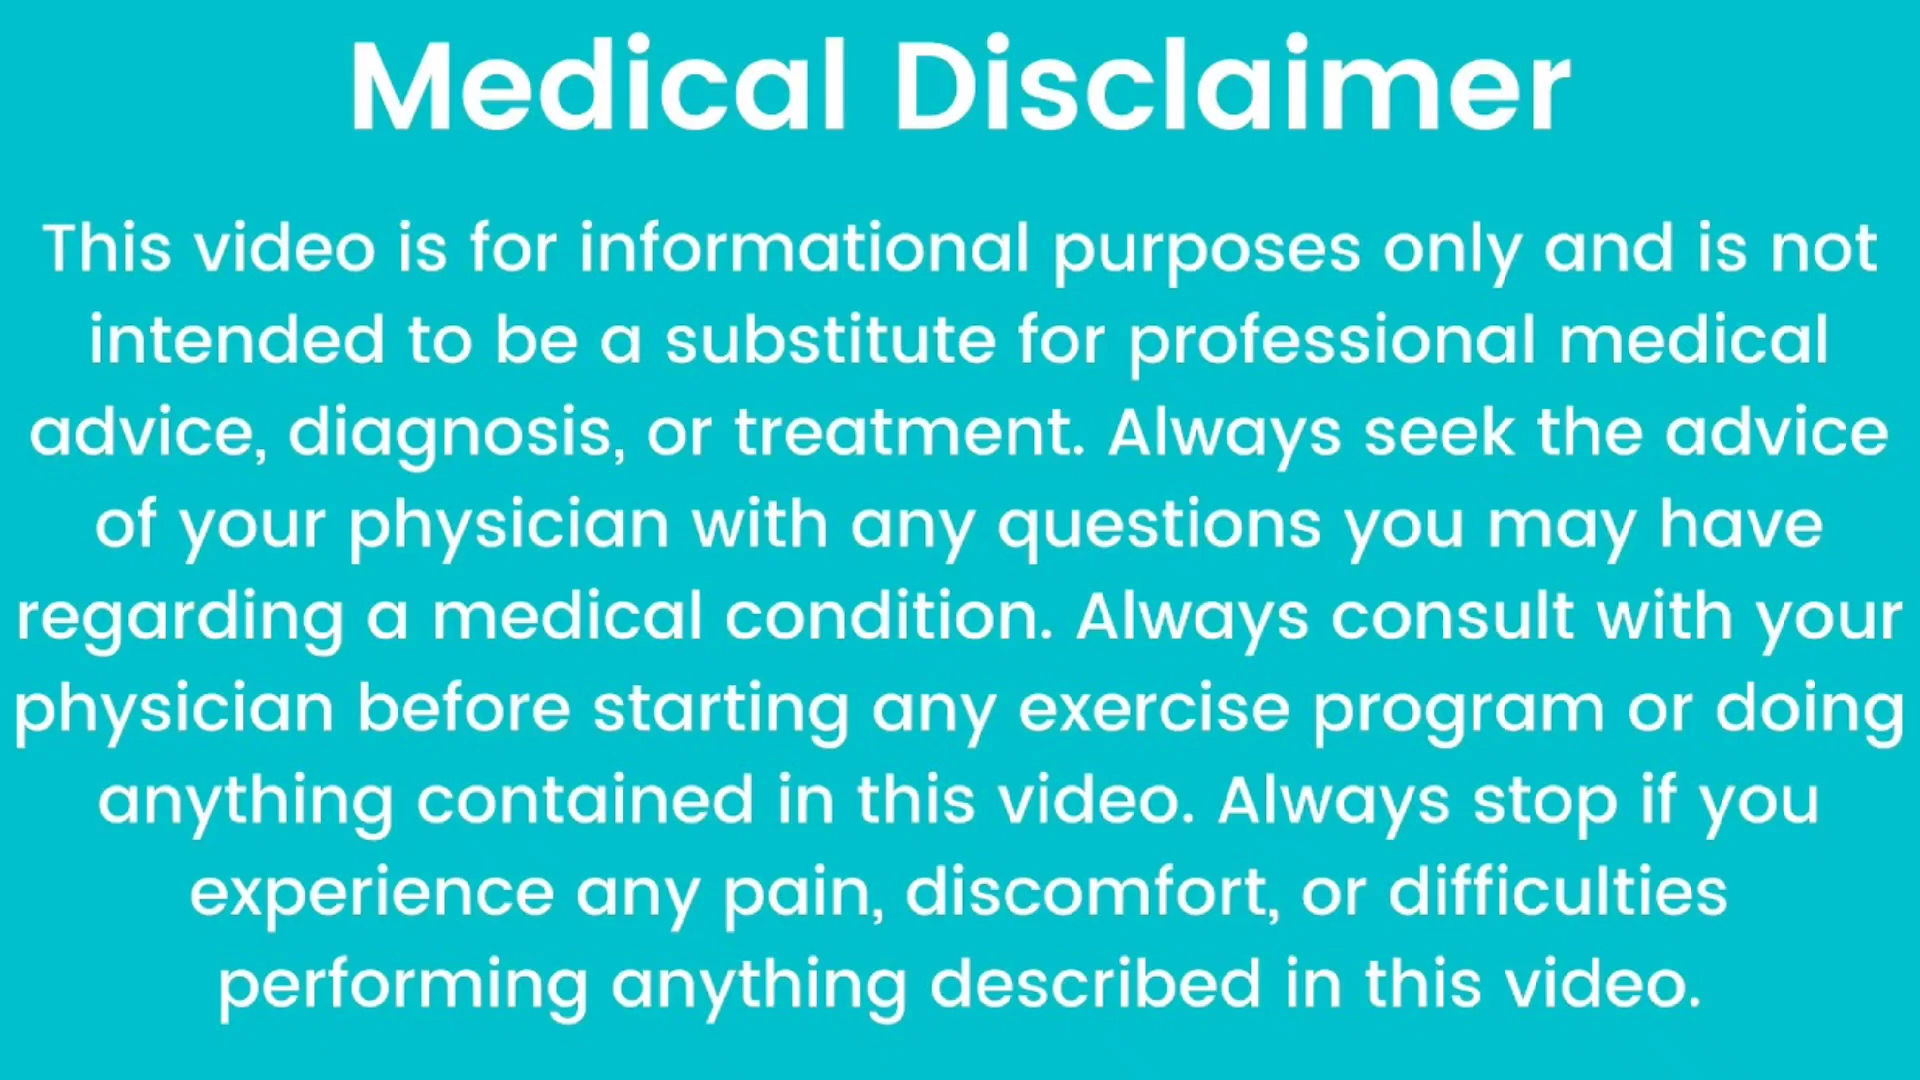 Medical Disclaimer
This video is for informational purposes only and is not
intended to be a substitute for professional medical
advice, diagnosis, or treatment. Always seek the advice
of your physician with any questions you may have
regarding a medical condition. Always consult with your
physician before starting any exercise program or doing
anything contained in this video. Always stop if you
experience any pain, discomfort, or difficulties
performing anything described in this video.